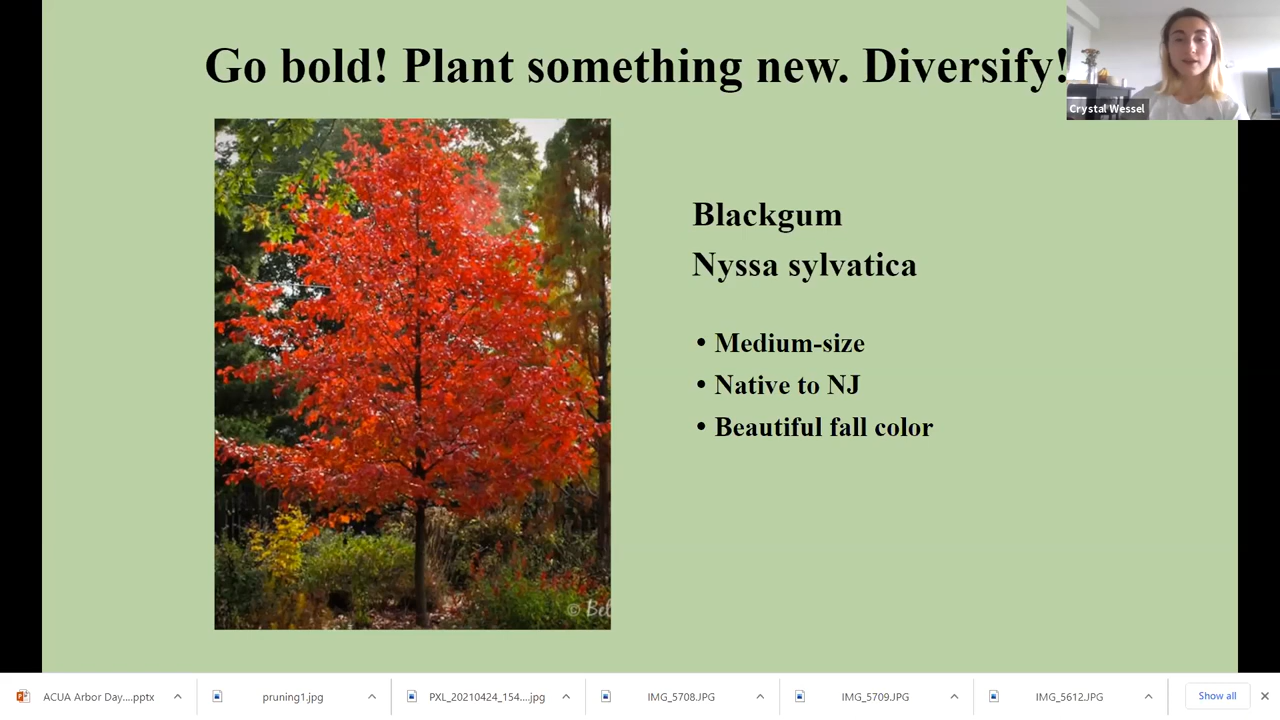 Go bold! Plant something new. Diversify!
Crystal Wessel
Blackgum
Nyssa sylvatica
• Medium-size
• Native to NJ
• Beautiful fall color
© Bel
ACUA Arbor Day....pptx
pruning1.jpg
PXL_20210424_154....jpg
IMG_5708.JPG
IMG_5709.JPG
IMG_5612.JPG
Show all